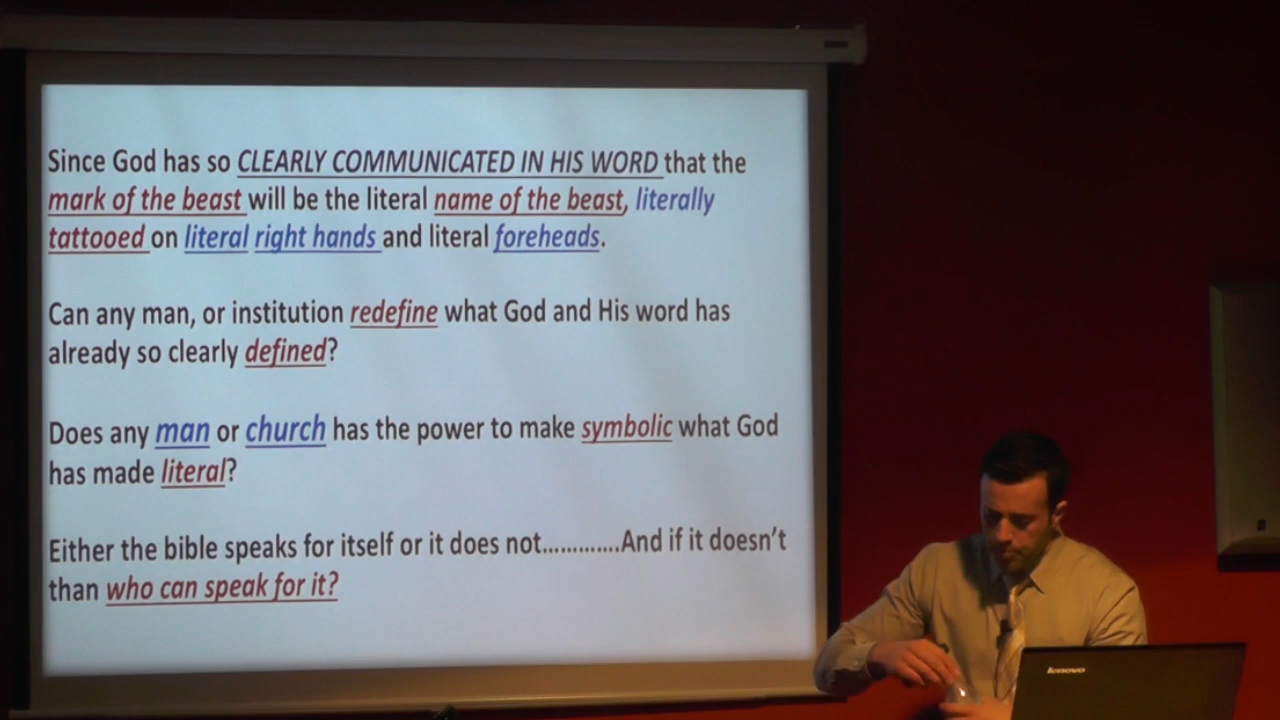 Since God has so CLEARLY COMMUNICATED IN HIS WORD that the
mark of the beast will be the literal name of the beast, literally
tattooed on literal right hands and literal foreheads.
Can any man, or institution redefine what God and His word has
already so clearly defined?
Does any man or church has the power to make symbolic what God
has made literal?
Either the bible speaks for itself or it does not.............And if it doesn't
than who can speak for it?
lenovo